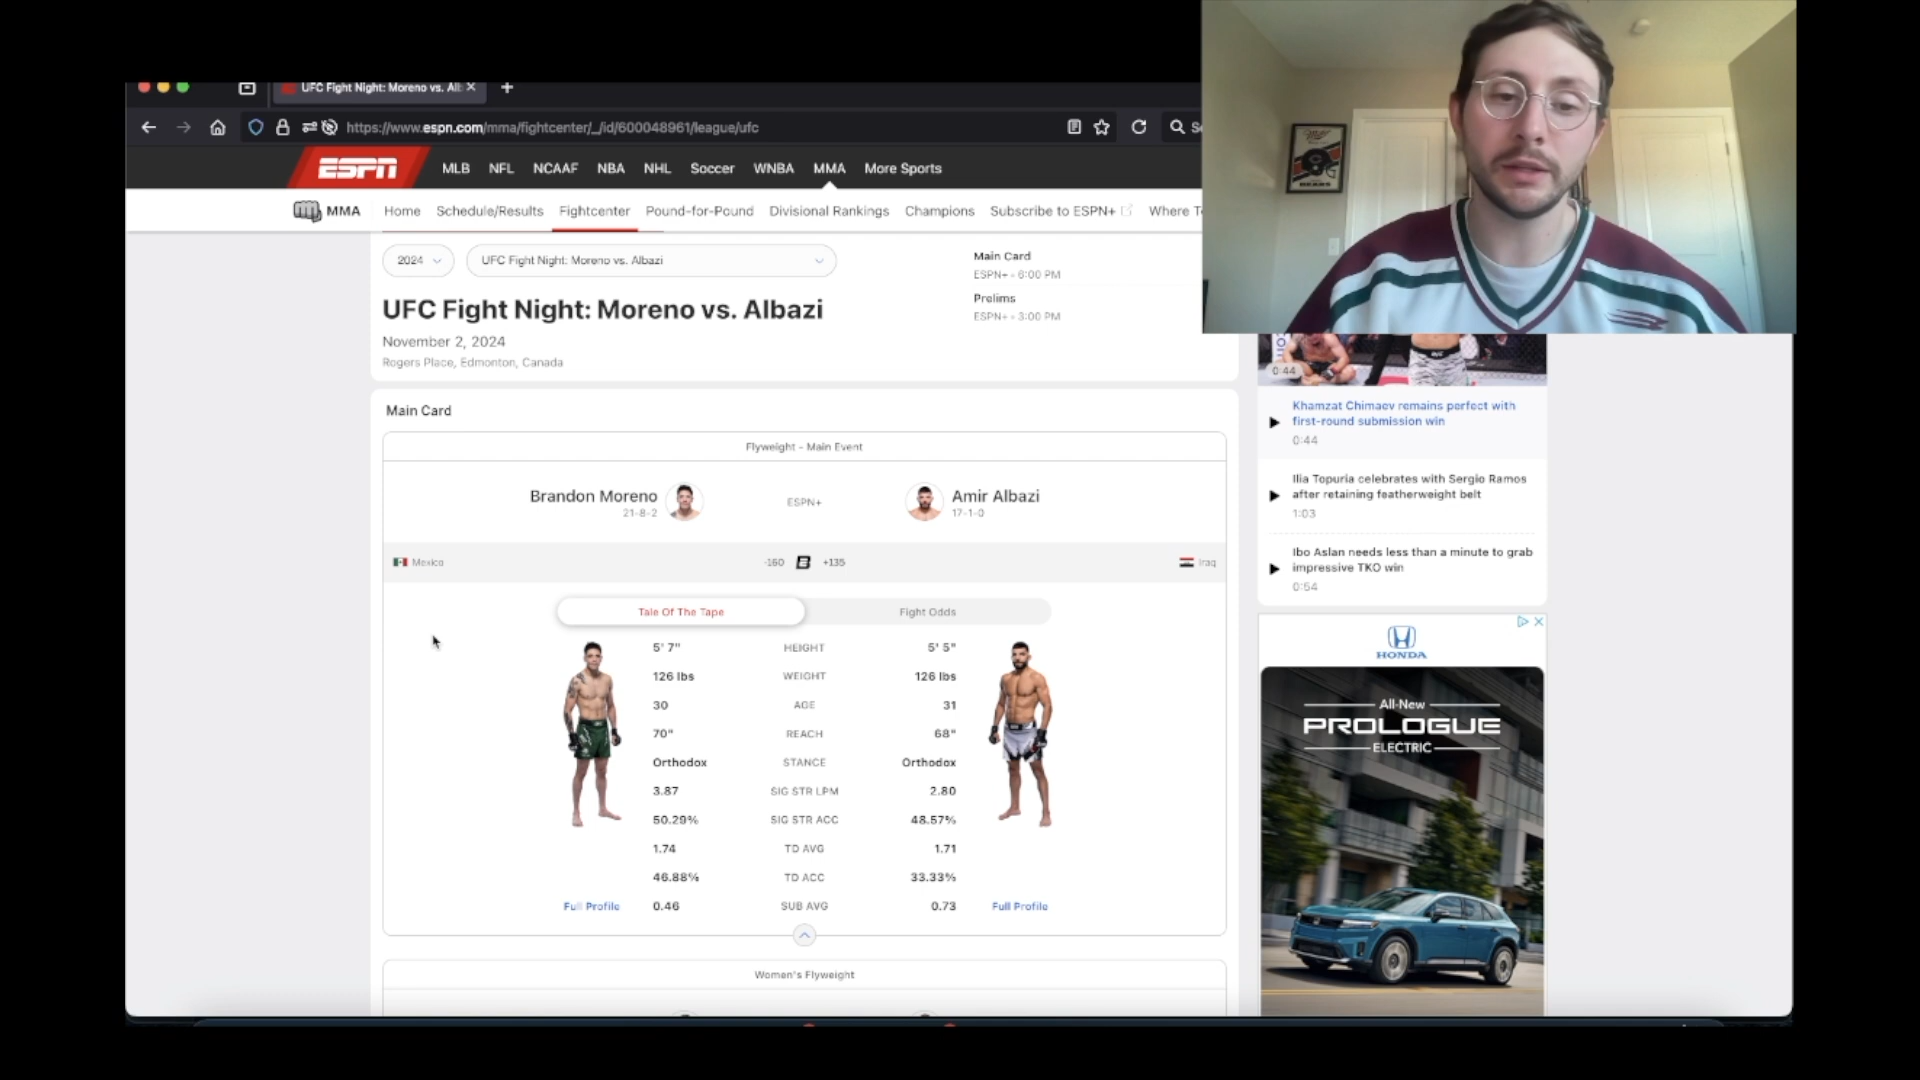 UFC Fight Night: Moreno vs. Alb
https://www.espn.com/mma/fightcenter/_/id/600048961/league/ufc
ESPN MLB NFL NCAAF NBA NHL Soccer WNBA MMA More Sports
MMA Home Schedule/Results Fightcenter Pound-for-Pound Divisional Rankings Champions Subscribe to ESPN+ Where T
2024 UFC Fight Night: Moreno vs. Albazi
Main Card
ESPN+ - 6:00 PM
Prelims
ESPN+ - 3:00 PM
UFC Fight Night: Moreno vs. Albazi
November 2, 2024
Rogers Place, Edmonton, Canada
Main Card
Flyweight - Main Event
Brandon Moreno ESPN+ Amir Albazi
21-8-2 17-1-0
Mexico -160 B +135 Iraq
Tale Of The Tape Fight Odds
5' 7" HEIGHT 5' 5"
126 lbs WEIGHT 126 lbs
30 AGE 31
70" REACH 68"
Orthodox STANCE Orthodox
3.87 SIG STR LPM 2.80
50.29% SIG STR ACC 48.57%
1.74 TD AVG 1.71
46.88% TD ACC 33.33%
Full Profile 0.46 SUB AVG 0.73 Full Profile
Women's Flyweight
BEARS
0:44
Khamzat Chimaev remains perfect with
first-round submission win
0:44
Ilia Topuria celebrates with Sergio Ramos
after retaining featherweight belt
1:03
Ibo Aslan needs less than a minute to grab
impressive TKO win
0:54
HONDA
All-New
PROLOGUE
ELECTRIC